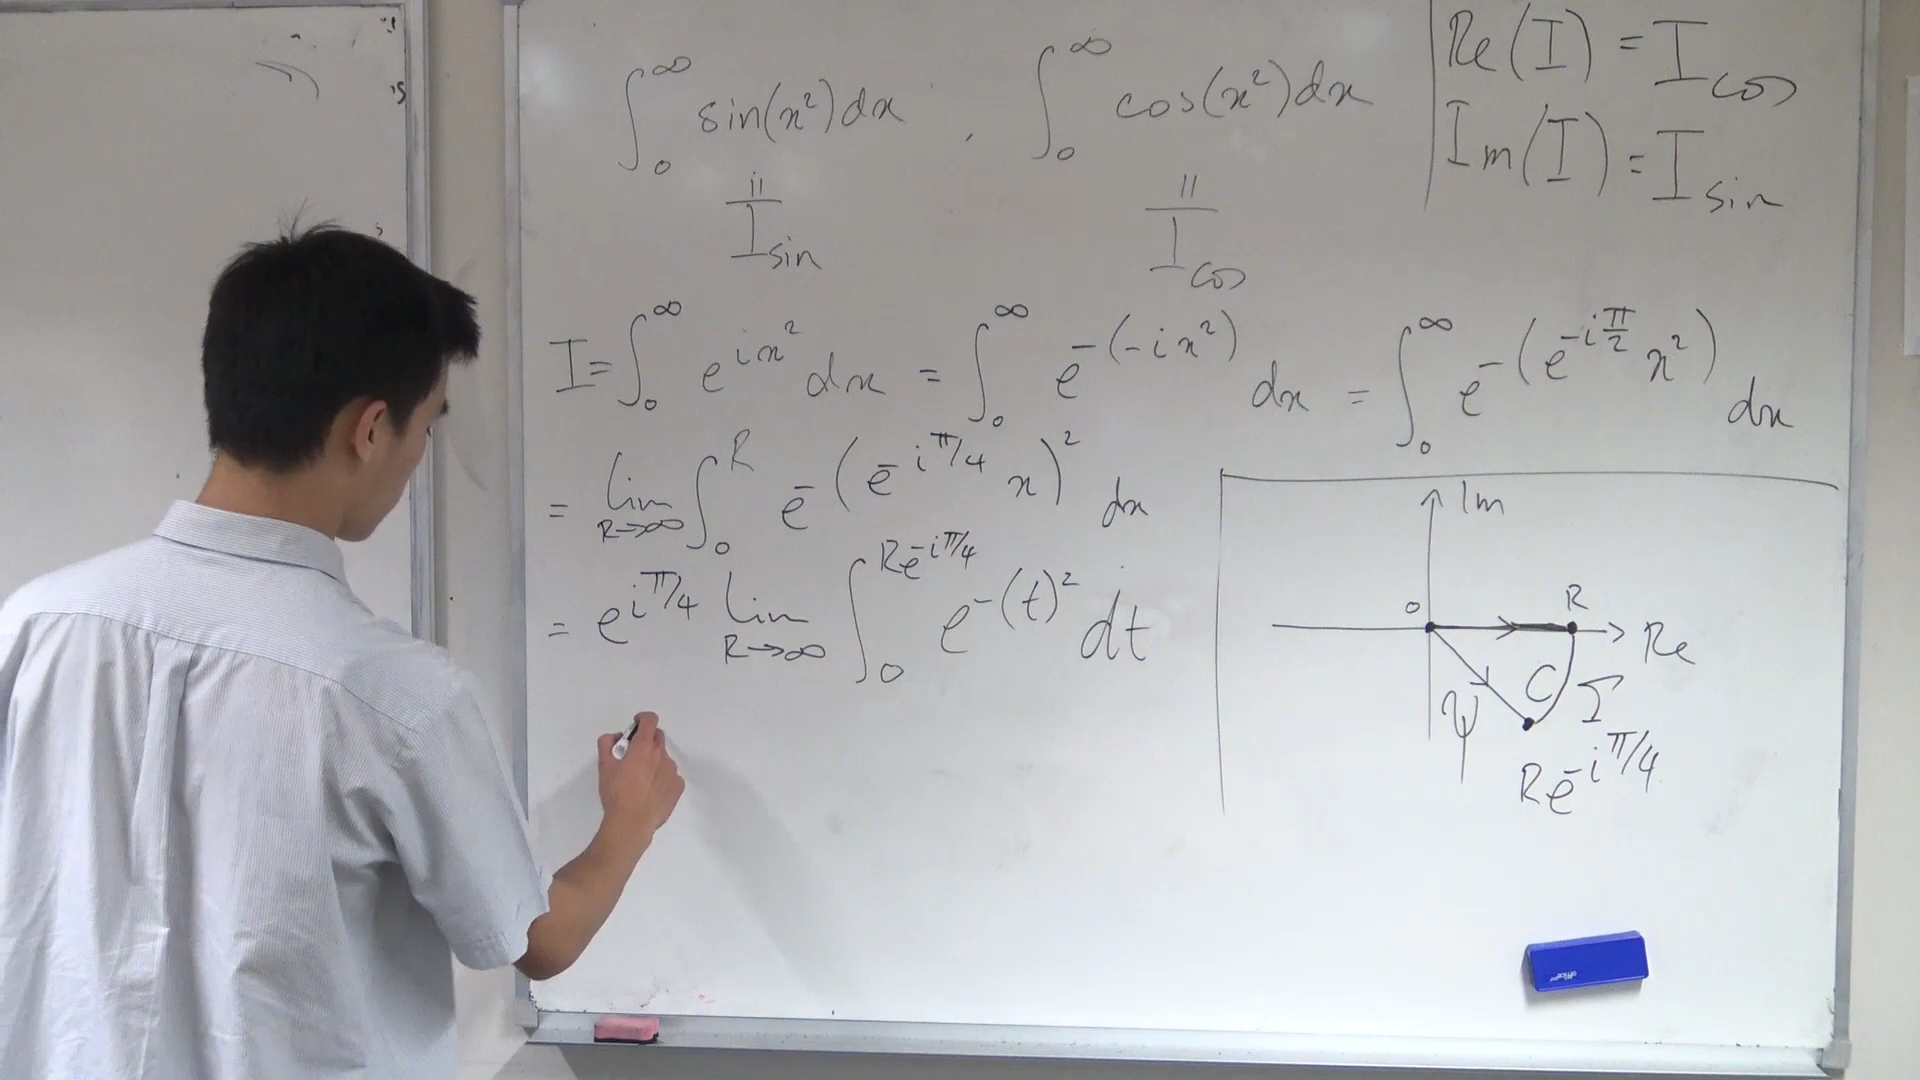 ∫₀^∞ sin(x²)dx , ∫₀^∞ cos(x²)dx
॥ I_sin
॥ I_cos
Re(I) = I_cos
Im(I) = I_sin
I = ∫₀^∞ e^{ix²} dx = ∫₀^∞ e^{-(-ix²)} dx = ∫₀^∞ e^{-(e^{-iπ/2} x²)} dx
= lim_{R→∞} ∫₀^R e^{-(e^{-iπ/4} x)²} dx
= e^{iπ/4} lim_{R→∞} ∫₀^{Re^{-iπ/4}} e^{-(t)²} dt
Im
0 R Re
ψ C Γ
Re^{-iπ/4}
office